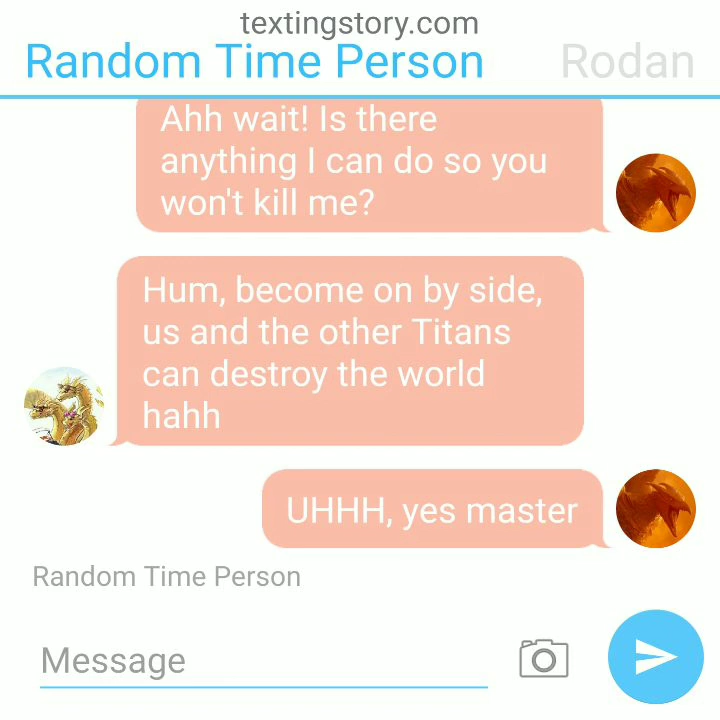 textingstory.com
Random Time Person Rodan
Ahh wait! Is there
anything I can do so you
won't kill me?
Hum, become on by side,
us and the other Titans
can destroy the world
hahh
UHHH, yes master
Random Time Person
Message